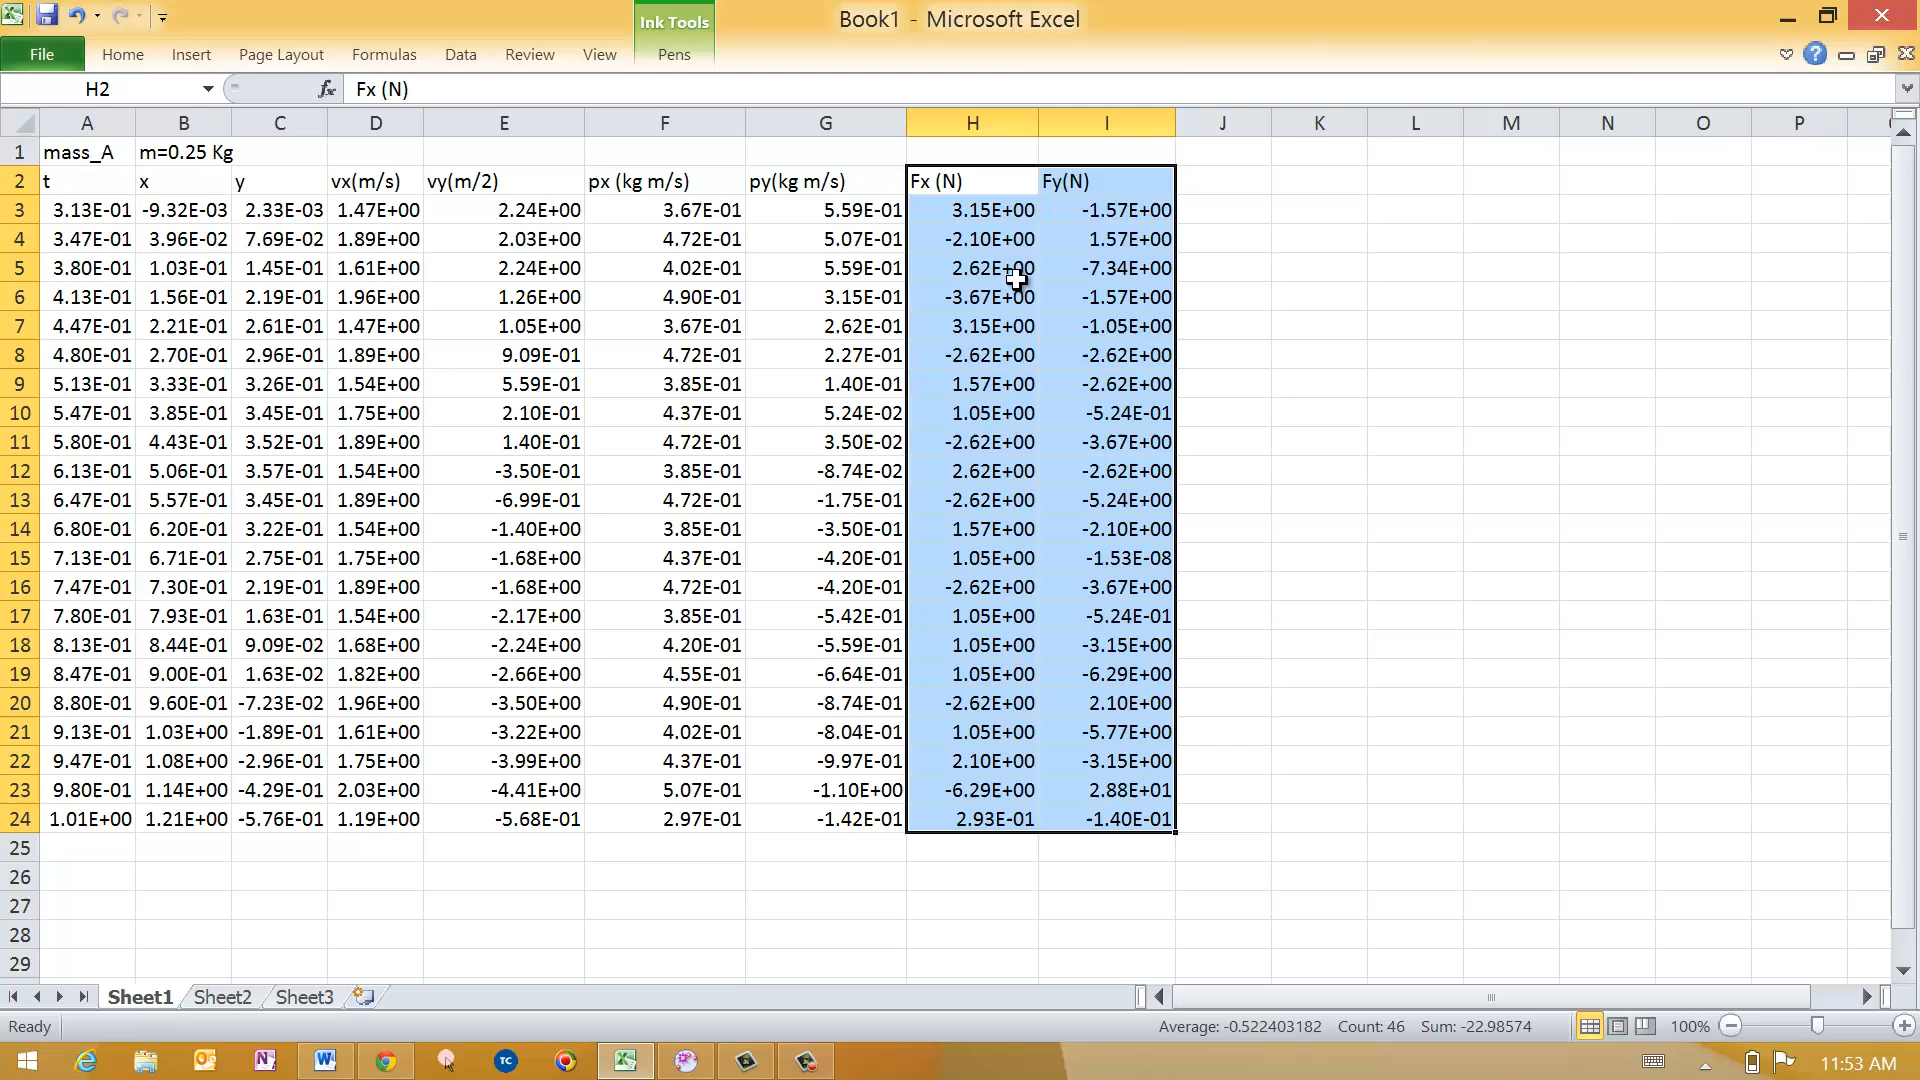 Book1 - Microsoft Excel
Ink Tools
File Home Insert Page Layout Formulas Data Review View Pens
H2 fx Fx (N)
A B C D E F G H I J K L M N O P
1 mass_A m=0.25 Kg
2 t x y vx(m/s) vy(m/2) px (kg m/s) py(kg m/s) Fx (N) Fy(N)
3 3.13E-01 -9.32E-03 2.33E-03 1.47E+00 2.24E+00 3.67E-01 5.59E-01 3.15E+00 -1.57E+00
4 3.47E-01 3.96E-02 7.69E-02 1.89E+00 2.03E+00 4.72E-01 5.07E-01 -2.10E+00 1.57E+00
5 3.80E-01 1.03E-01 1.45E-01 1.61E+00 2.24E+00 4.02E-01 5.59E-01 2.62E+00 -7.34E+00
6 4.13E-01 1.56E-01 2.19E-01 1.96E+00 1.26E+00 4.90E-01 3.15E-01 -3.67E+00 -1.57E+00
7 4.47E-01 2.21E-01 2.61E-01 1.47E+00 1.05E+00 3.67E-01 2.62E-01 3.15E+00 -1.05E+00
8 4.80E-01 2.70E-01 2.96E-01 1.89E+00 9.09E-01 4.72E-01 2.27E-01 -2.62E+00 -2.62E+00
9 5.13E-01 3.33E-01 3.26E-01 1.54E+00 5.59E-01 3.85E-01 1.40E-01 1.57E+00 -2.62E+00
10 5.47E-01 3.85E-01 3.45E-01 1.75E+00 2.10E-01 4.37E-01 5.24E-02 1.05E+00 -5.24E-01
11 5.80E-01 4.43E-01 3.52E-01 1.89E+00 1.40E-01 4.72E-01 3.50E-02 -2.62E+00 -3.67E+00
12 6.13E-01 5.06E-01 3.57E-01 1.54E+00 -3.50E-01 3.85E-01 -8.74E-02 2.62E+00 -2.62E+00
13 6.47E-01 5.57E-01 3.45E-01 1.89E+00 -6.99E-01 4.72E-01 -1.75E-01 -2.62E+00 -5.24E+00
14 6.80E-01 6.20E-01 3.22E-01 1.54E+00 -1.40E+00 3.85E-01 -3.50E-01 1.57E+00 -2.10E+00
15 7.13E-01 6.71E-01 2.75E-01 1.75E+00 -1.68E+00 4.37E-01 -4.20E-01 1.05E+00 -1.53E-08
16 7.47E-01 7.30E-01 2.19E-01 1.89E+00 -1.68E+00 4.72E-01 -4.20E-01 -2.62E+00 -3.67E+00
17 7.80E-01 7.93E-01 1.63E-01 1.54E+00 -2.17E+00 3.85E-01 -5.42E-01 1.05E+00 -5.24E-01
18 8.13E-01 8.44E-01 9.09E-02 1.68E+00 -2.24E+00 4.20E-01 -5.59E-01 1.05E+00 -3.15E+00
19 8.47E-01 9.00E-01 1.63E-02 1.82E+00 -2.66E+00 4.55E-01 -6.64E-01 1.05E+00 -6.29E+00
20 8.80E-01 9.60E-01 -7.23E-02 1.96E+00 -3.50E+00 4.90E-01 -8.74E-01 -2.62E+00 2.10E+00
21 9.13E-01 1.03E+00 -1.89E-01 1.61E+00 -3.22E+00 4.02E-01 -8.04E-01 1.05E+00 -5.77E+00
22 9.47E-01 1.08E+00 -2.96E-01 1.75E+00 -3.99E+00 4.37E-01 -9.97E-01 2.10E+00 -3.15E+00
23 9.80E-01 1.14E+00 -4.29E-01 2.03E+00 -4.41E+00 5.07E-01 -1.10E+00 -6.29E+00 2.88E+01
24 1.01E+00 1.21E+00 -5.76E-01 1.19E+00 -5.68E-01 2.97E-01 -1.42E-01 2.93E-01 -1.40E-01
25
26
27
28
29
Sheet1 Sheet2 Sheet3
Ready Average: -0.522403182 Count: 46 Sum: -22.98574 100%
TC 11:53 AM